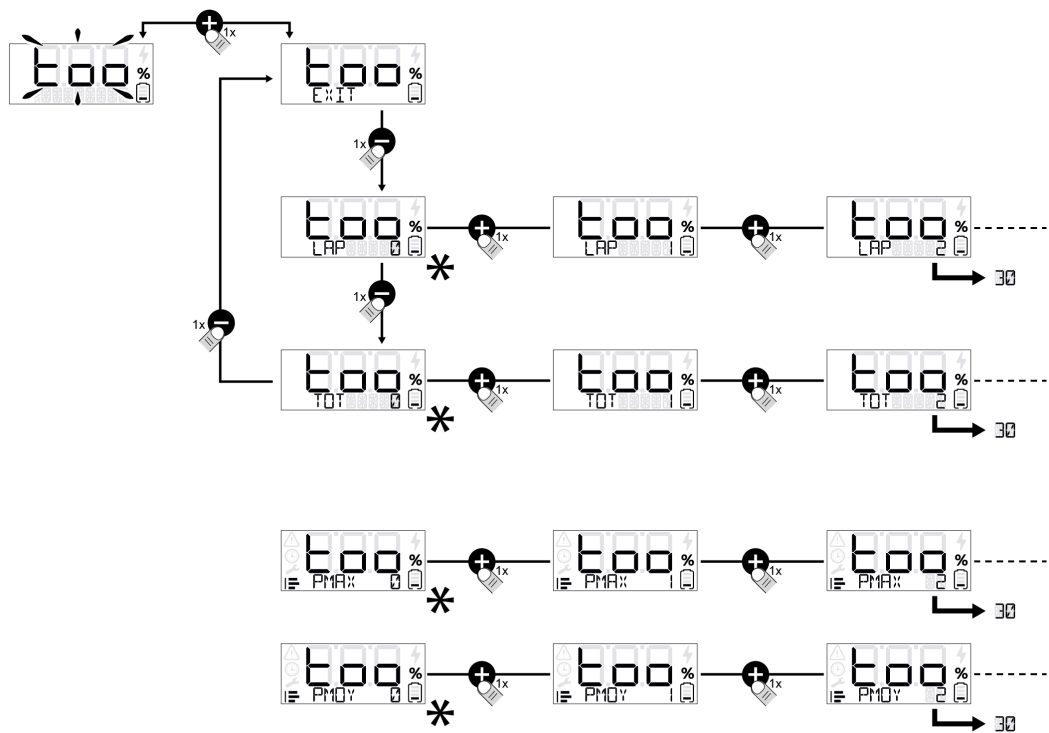 + 1x
too %
too %
EXIT
1x −
too %
LAP 0
*
+ 1x
too %
LAP 1
+ 1x
too %
LAP 2
30
1x −
1x −
too %
TOT 0
*
+ 1x
too %
TOT 1
+ 1x
too %
TOT 2
30
too %
PMAX 0
*
+ 1x
too %
PMAX 1
+ 1x
too %
PMAX 2
30
too %
PMOY 0
*
+ 1x
too %
PMOY 1
+ 1x
too %
PMOY 2
30